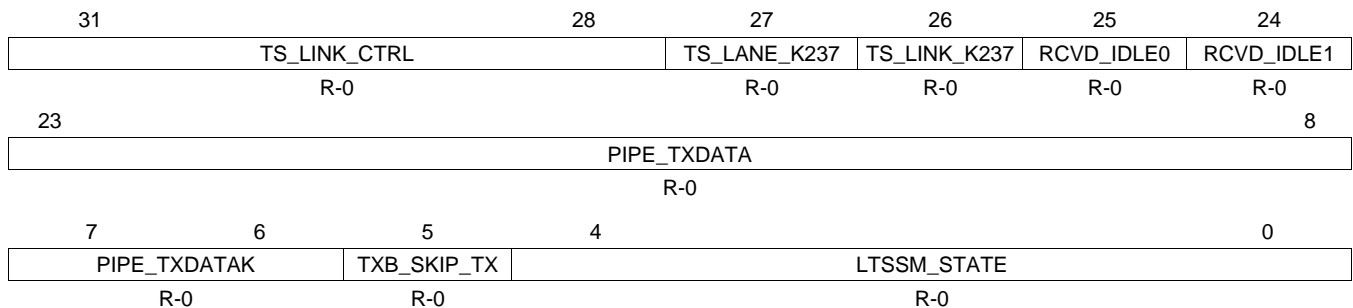 31 28 27 26 25 24
TS_LINK_CTRL TS_LANE_K237 TS_LINK_K237 RCVD_IDLE0 RCVD_IDLE1
R-0 R-0 R-0 R-0 R-0
23 8
PIPE_TXDATA
R-0
7 6 5 4 0
PIPE_TXDATAK TXB_SKIP_TX LTSSM_STATE
R-0 R-0 R-0